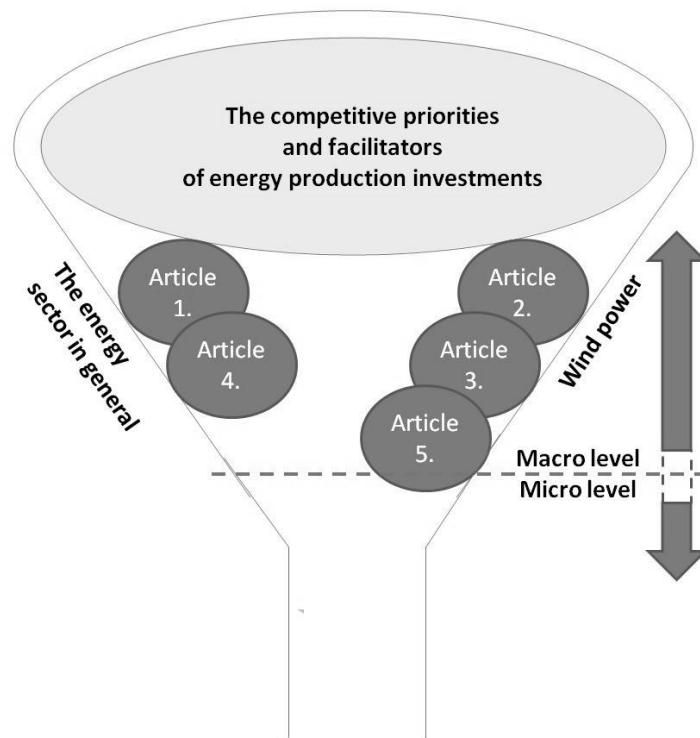 The competitive priorities
and facilitators
of energy production investments
The energy
sector in general
Article
1.
Article
4.
Article
2.
Article
3.
Article
5.
Wind power
Macro level
Micro level